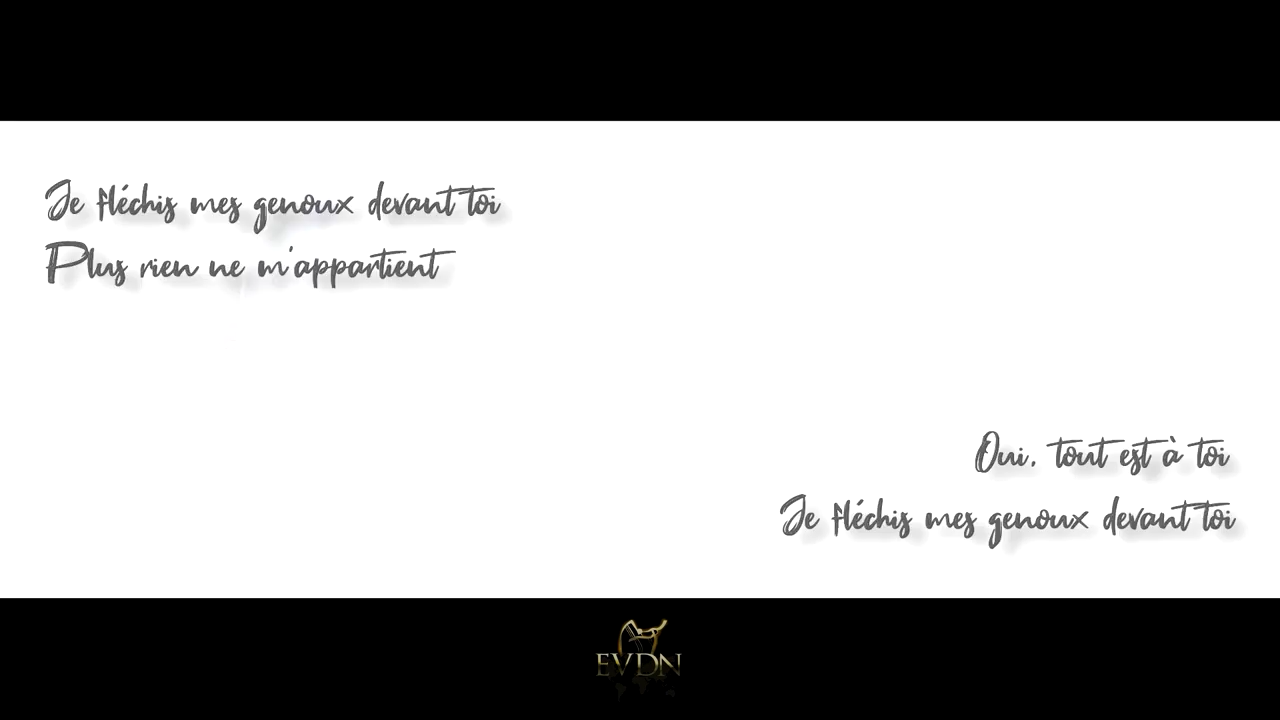 Je fléchis mes genoux devant toi
Plus rien ne m'appartient
Oui, tout est à toi
Je fléchis mes genoux devant toi
EVDN